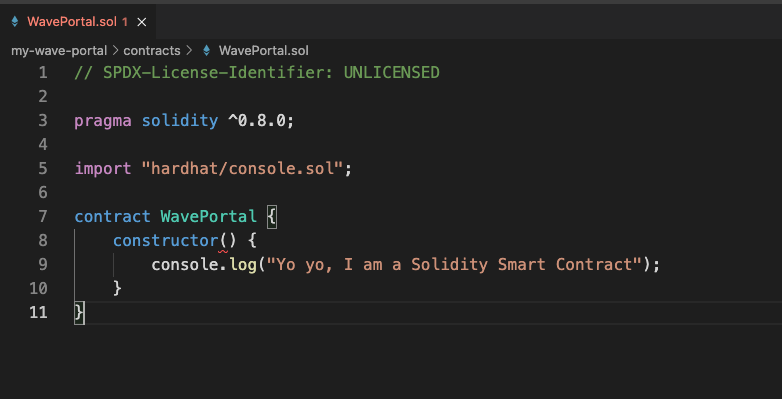 WavePortal.sol 1 ×
my-wave-portal > contracts > WavePortal.sol
1 // SPDX-License-Identifier: UNLICENSED
2
3 pragma solidity ^0.8.0;
4
5 import "hardhat/console.sol";
6
7 contract WavePortal {
8 constructor() {
9 console.log("Yo yo, I am a Solidity Smart Contract");
10 }
11 }